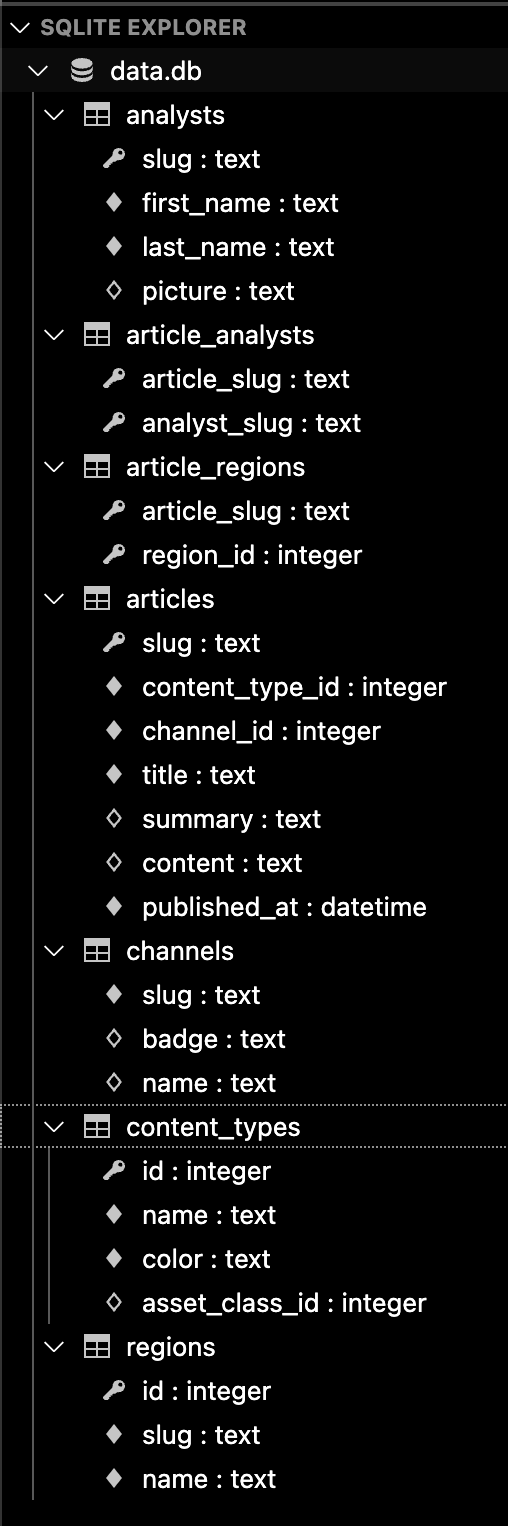 SQLITE EXPLORER
data.db
analysts
slug : text
first_name : text
last_name : text
picture : text
article_analysts
article_slug : text
analyst_slug : text
article_regions
article_slug : text
region_id : integer
articles
slug : text
content_type_id : integer
channel_id : integer
title : text
summary : text
content : text
published_at : datetime
channels
slug : text
badge : text
name : text
content_types
id : integer
name : text
color : text
asset_class_id : integer
regions
id : integer
slug : text
name : text